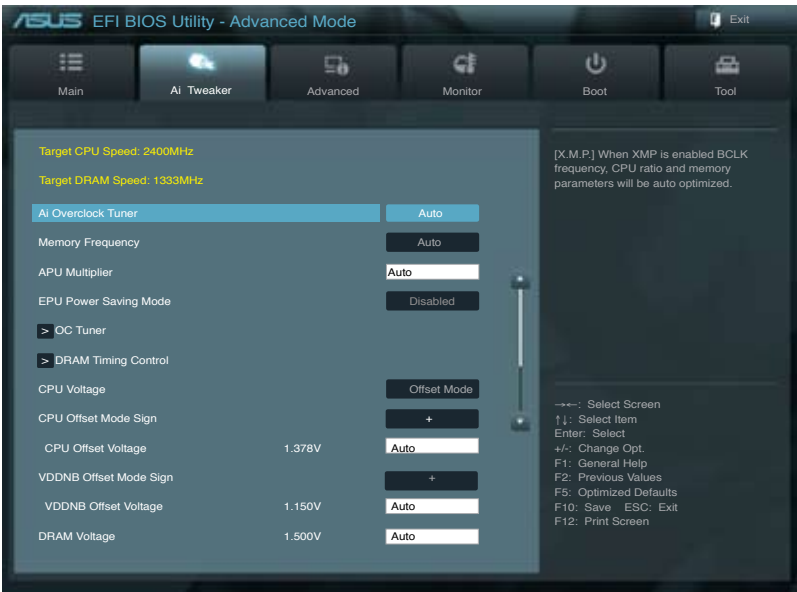 ASUS EFI BIOS Utility - Advanced Mode
Exit
Main
Ai Tweaker
Advanced
Monitor
Boot
Tool
Target CPU Speed: 2400MHz
Target DRAM Speed: 1333MHz
Ai Overclock Tuner Auto
Memory Frequency Auto
APU Multiplier Auto
EPU Power Saving Mode Disabled
> OC Tuner
> DRAM Timing Control
CPU Voltage Offset Mode
CPU Offset Mode Sign +
CPU Offset Voltage 1.378V Auto
VDDNB Offset Mode Sign +
VDDNB Offset Voltage 1.150V Auto
DRAM Voltage 1.500V Auto
[X.M.P.] When XMP is enabled BCLK
frequency, CPU ratio and memory
parameters will be auto optimized.
→←: Select Screen
↑↓: Select Item
Enter: Select
+/-: Change Opt.
F1: General Help
F2: Previous Values
F5: Optimized Defaults
F10: Save ESC: Exit
F12: Print Screen